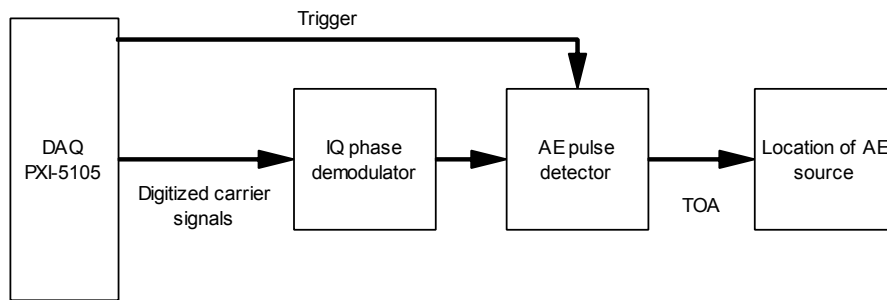 Trigger
DAQ
PXI-5105
Digitized carrier
signals
IQ phase
demodulator
AE pulse
detector
TOA
Location of AE
source